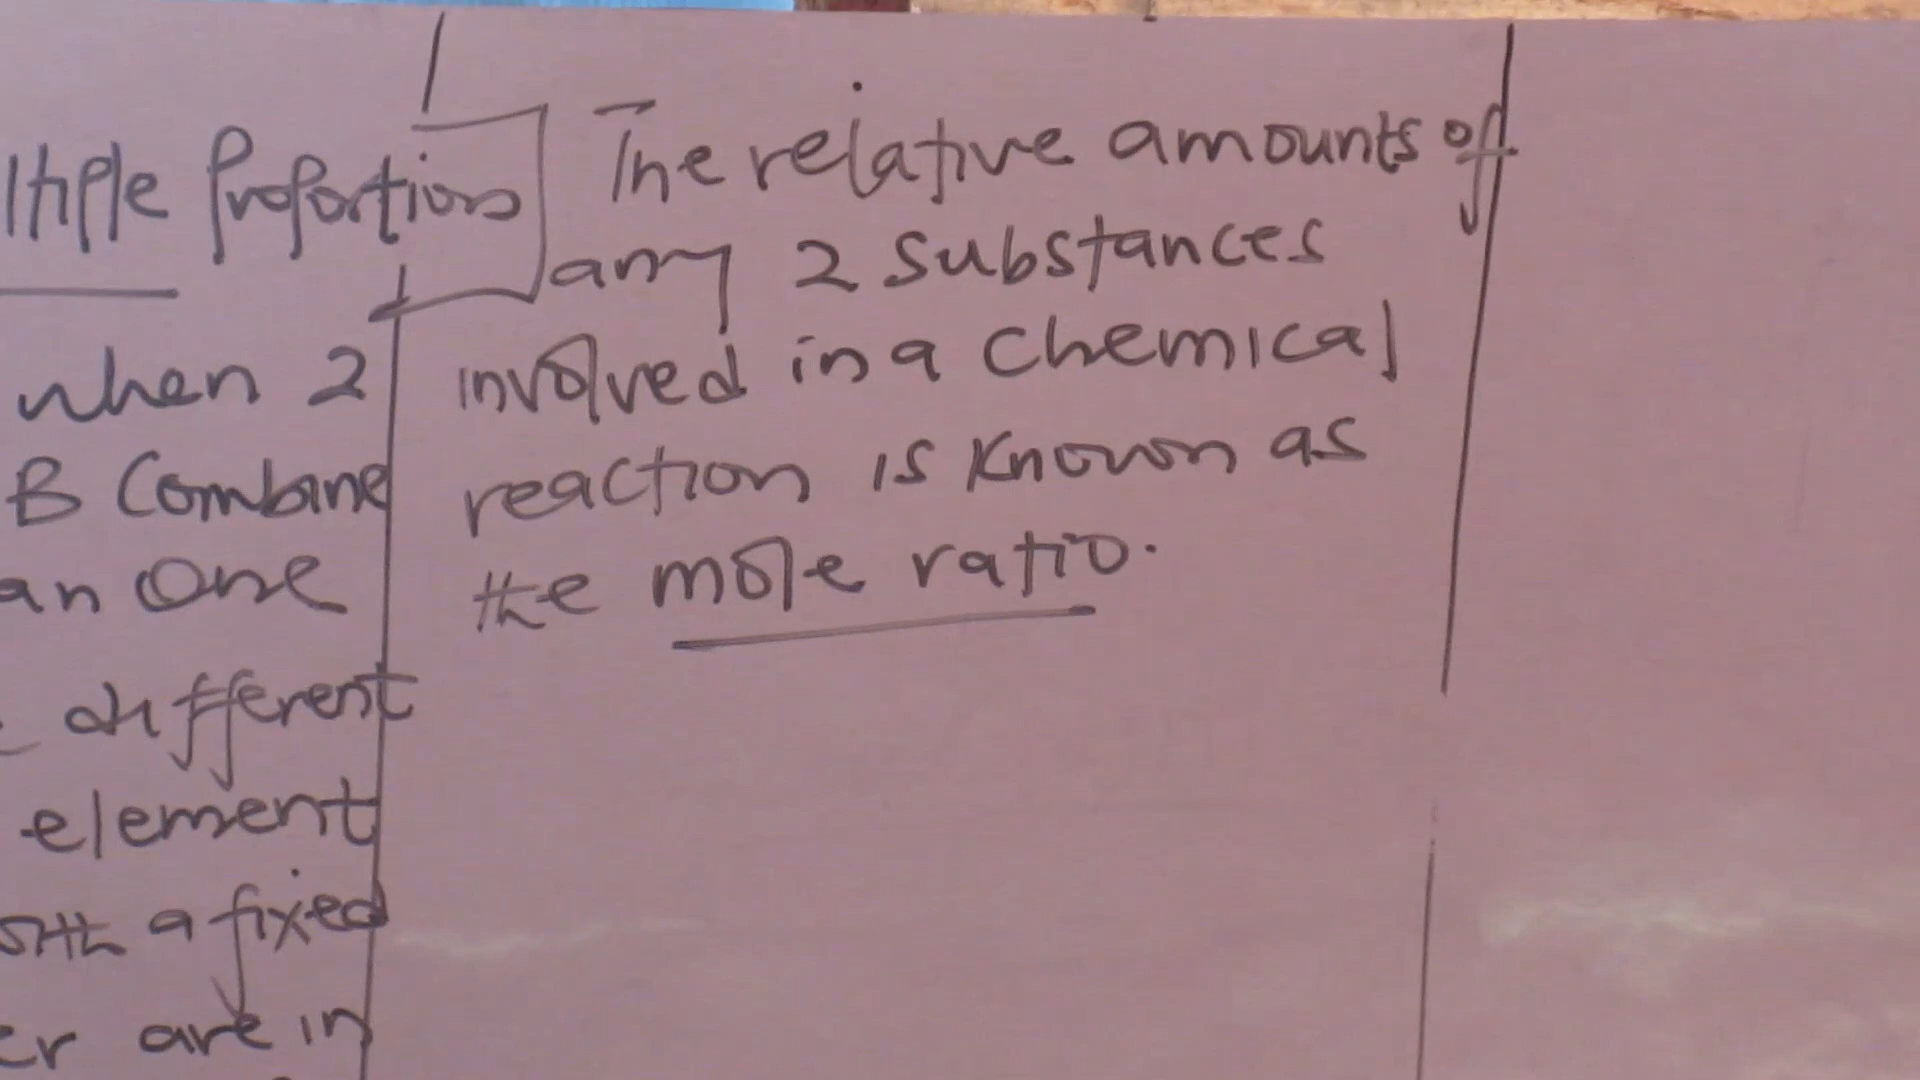 ltiple Proportions
when 2
B Combine
an One
different
element
with a fixed
er are in
The relative amounts of
any 2 substances
involved in a chemical
reaction is known as
the mole ratio.